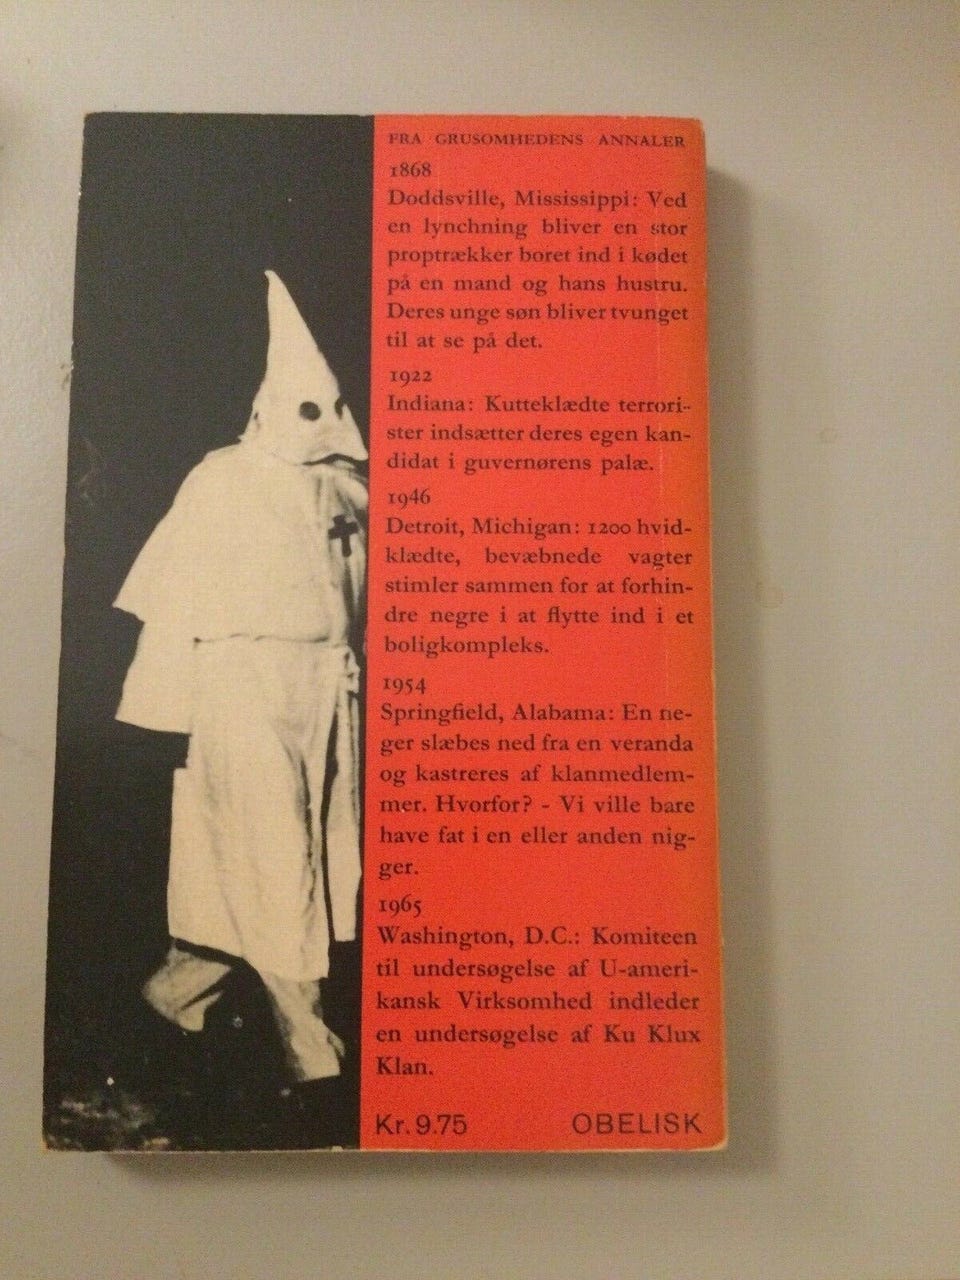 FRA GRUSOMHEDENS ANNALER
1868
Doddsville, Mississippi: Ved
en lynchning bliver en stor
proptrækker boret ind i kødet
på en mand og hans hustru.
Deres unge søn bliver tvunget
til at se på det.
1922
Indiana: Kutteklædte terrori-
ster indsætter deres egen kan-
didat i guvernørens palæ.
1946
Detroit, Michigan: 1200 hvid-
klædte, bevæbnede vagter
stimler sammen for at forhin-
dre negre i at flytte ind i et
boligkompleks.
1954
Springfield, Alabama: En ne-
ger slæbes ned fra en veranda
og kastreres af klanmedlem-
mer. Hvorfor? - Vi ville bare
have fat i en eller anden nig-
ger.
1965
Washington, D.C.: Komiteen
til undersøgelse af U-ameri-
kansk Virksomhed indleder
en undersøgelse af Ku Klux
Klan.
Kr. 9.75 OBELISK